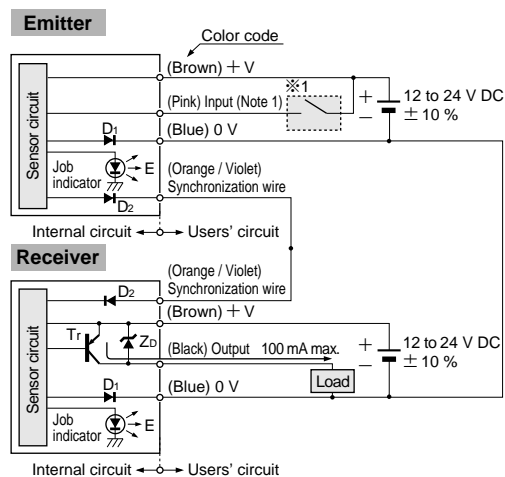 Emitter
Color code
(Brown) + V
※1
(Pink) Input (Note 1)
+
−
12 to 24 V DC
± 10 %
(Blue) 0 V
Sensor circuit
D1
Job
indicator
E
(Orange / Violet)
Synchronization wire
D2
Internal circuit
Users' circuit
Receiver
(Orange / Violet)
Synchronization wire
D2
(Brown) + V
Sensor circuit
Tr
ZD
(Black) Output 100 mA max.
+
−
12 to 24 V DC
± 10 %
Load
D1
(Blue) 0 V
Job
indicator
E
Internal circuit
Users' circuit